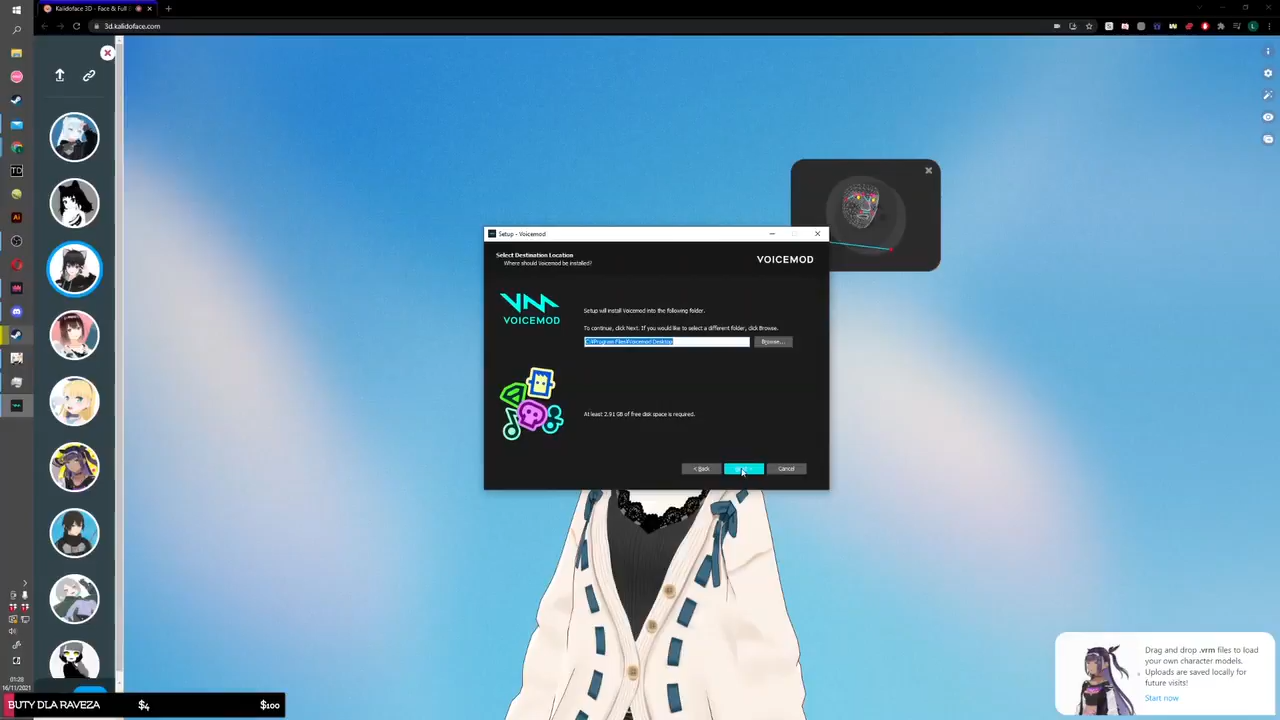 Kalidoface 3D - Face & Full
3d.kalidoface.com
Setup - Voicemod
Select Destination Location
Where should Voicemod be installed?
VOICEMOD
VOICEMOD
Setup will install Voicemod into the following folder.
To continue, click Next. If you would like to select a different folder, click Browse.
C:\Program Files\Voicemod Desktop
Browse...
At least 2.91 GB of free disk space is required.
< Back
Cancel
Drag and drop .vrm files to load
your own character models.
Uploads are saved locally for
future visits!
Start now
TD
Ai
01:28
16/11/2021
BUTY DLA RAVEZA
$4
$100